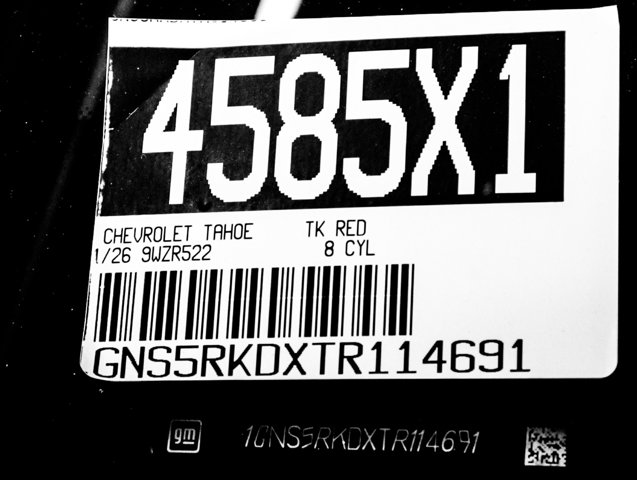 4585X1
CHEVROLET TAHOE TK RED
1/26 9WZR522 8 CYL
GNS5RKDXTR114691
gm 1GNS5RKDXTR114691